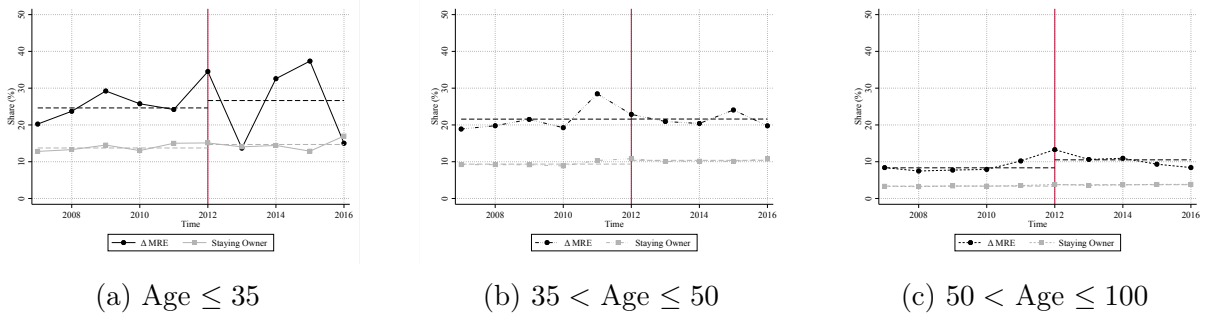 Share (%)
50
40
30
20
10
0
2008 2010 2012 2014 2016
Time
Δ MRE Staying Owner
(a) Age ≤ 35
Share (%)
50
40
30
20
10
0
2008 2010 2012 2014 2016
Time
Δ MRE Staying Owner
(b) 35 < Age ≤ 50
Share (%)
50
40
30
20
10
0
2008 2010 2012 2014 2016
Time
Δ MRE Staying Owner
(c) 50 < Age ≤ 100